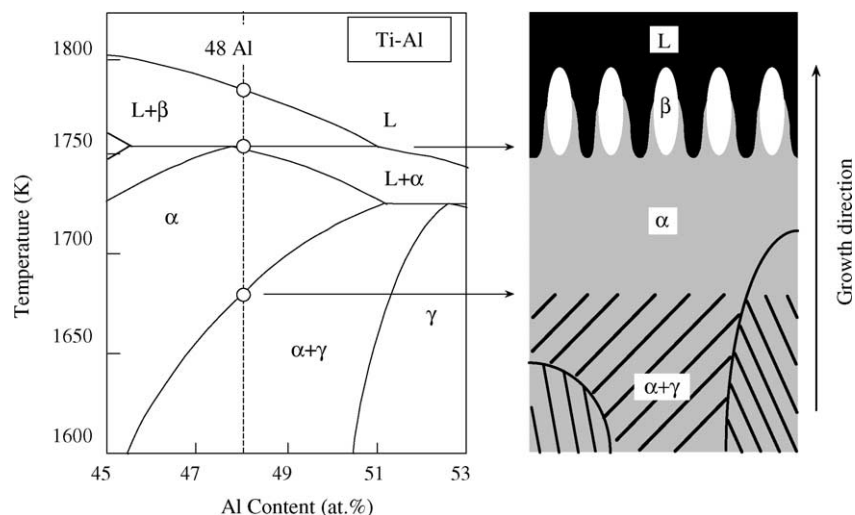 Ti-Al
48 Al
1800
1750
1700
1650
1600
Temperature (K)
L+β
L
L+α
α
α+γ
γ
45
47
49
51
53
Al Content (at.%)
L
β
α
α+γ
Growth direction